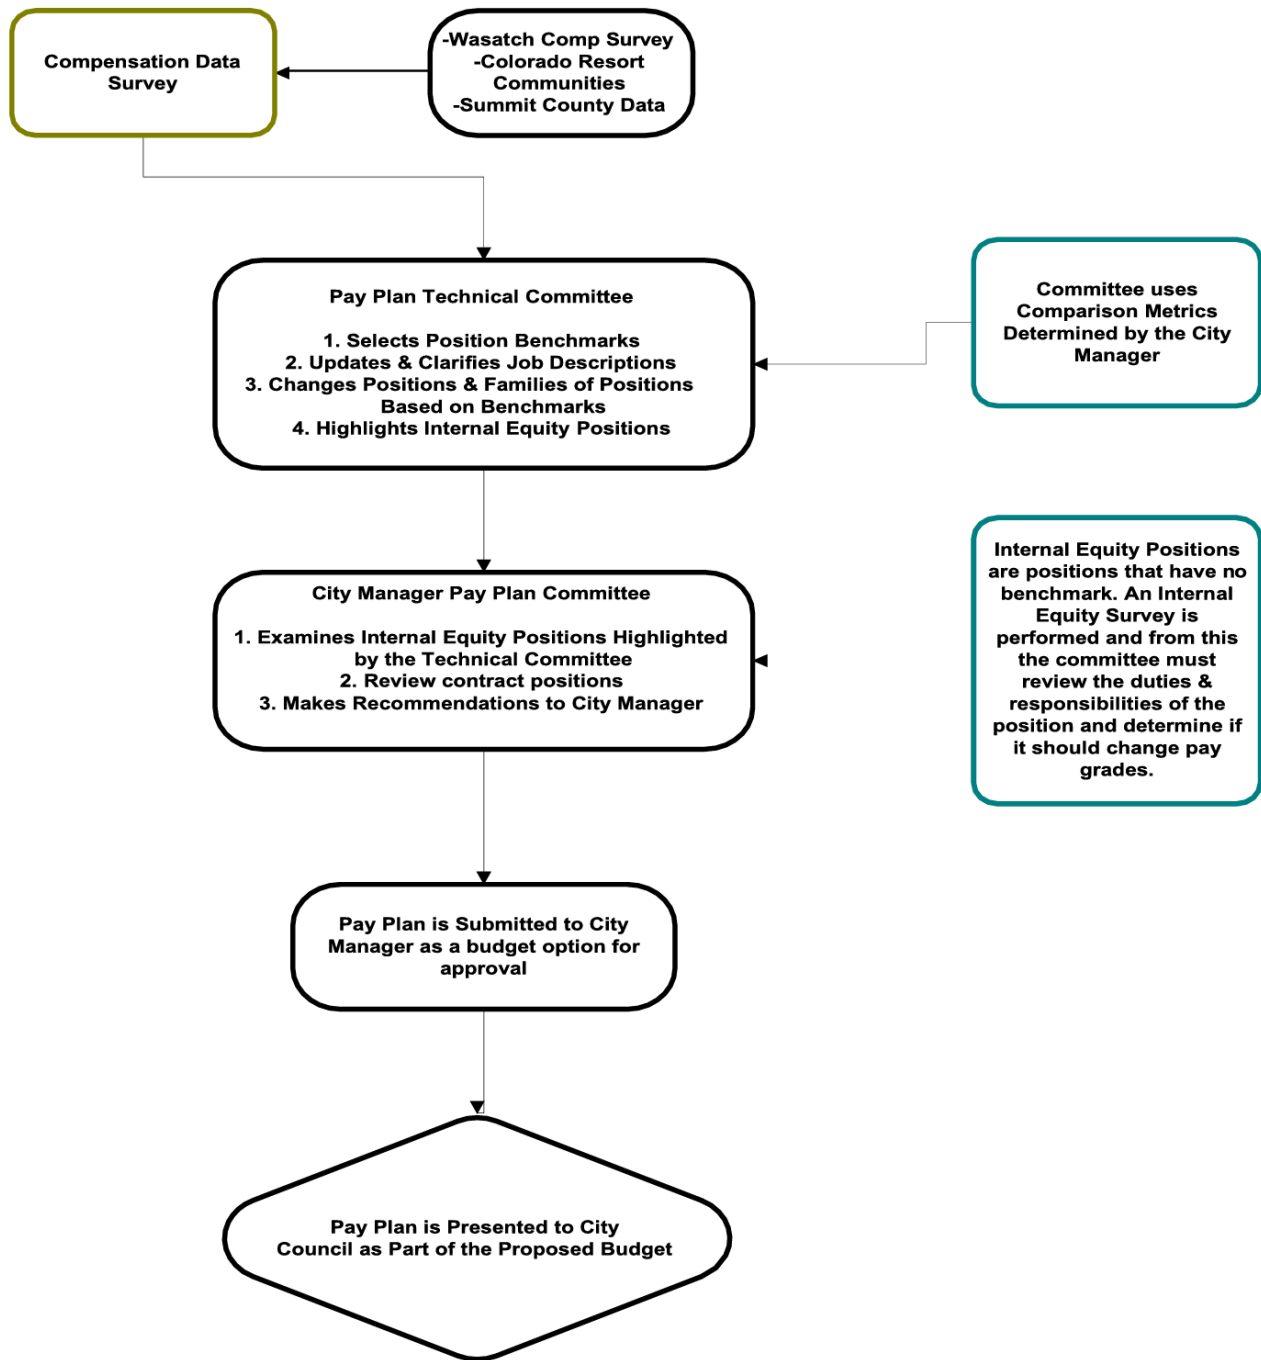 Compensation Data
Survey
-Wasatch Comp Survey
-Colorado Resort
Communities
-Summit County Data
Pay Plan Technical Committee
1. Selects Position Benchmarks
2. Updates & Clarifies Job Descriptions
3. Changes Positions & Families of Positions
Based on Benchmarks
4. Highlights Internal Equity Positions
Committee uses
Comparison Metrics
Determined by the City
Manager
City Manager Pay Plan Committee
1. Examines Internal Equity Positions Highlighted
by the Technical Committee
2. Review contract positions
3. Makes Recommendations to City Manager
Internal Equity Positions
are positions that have no
benchmark. An Internal
Equity Survey is
performed and from this
the committee must
review the duties &
responsibilities of the
position and determine if
it should change pay
grades.
Pay Plan is Submitted to City
Manager as a budget option for
approval
Pay Plan is Presented to City
Council as Part of the Proposed Budget